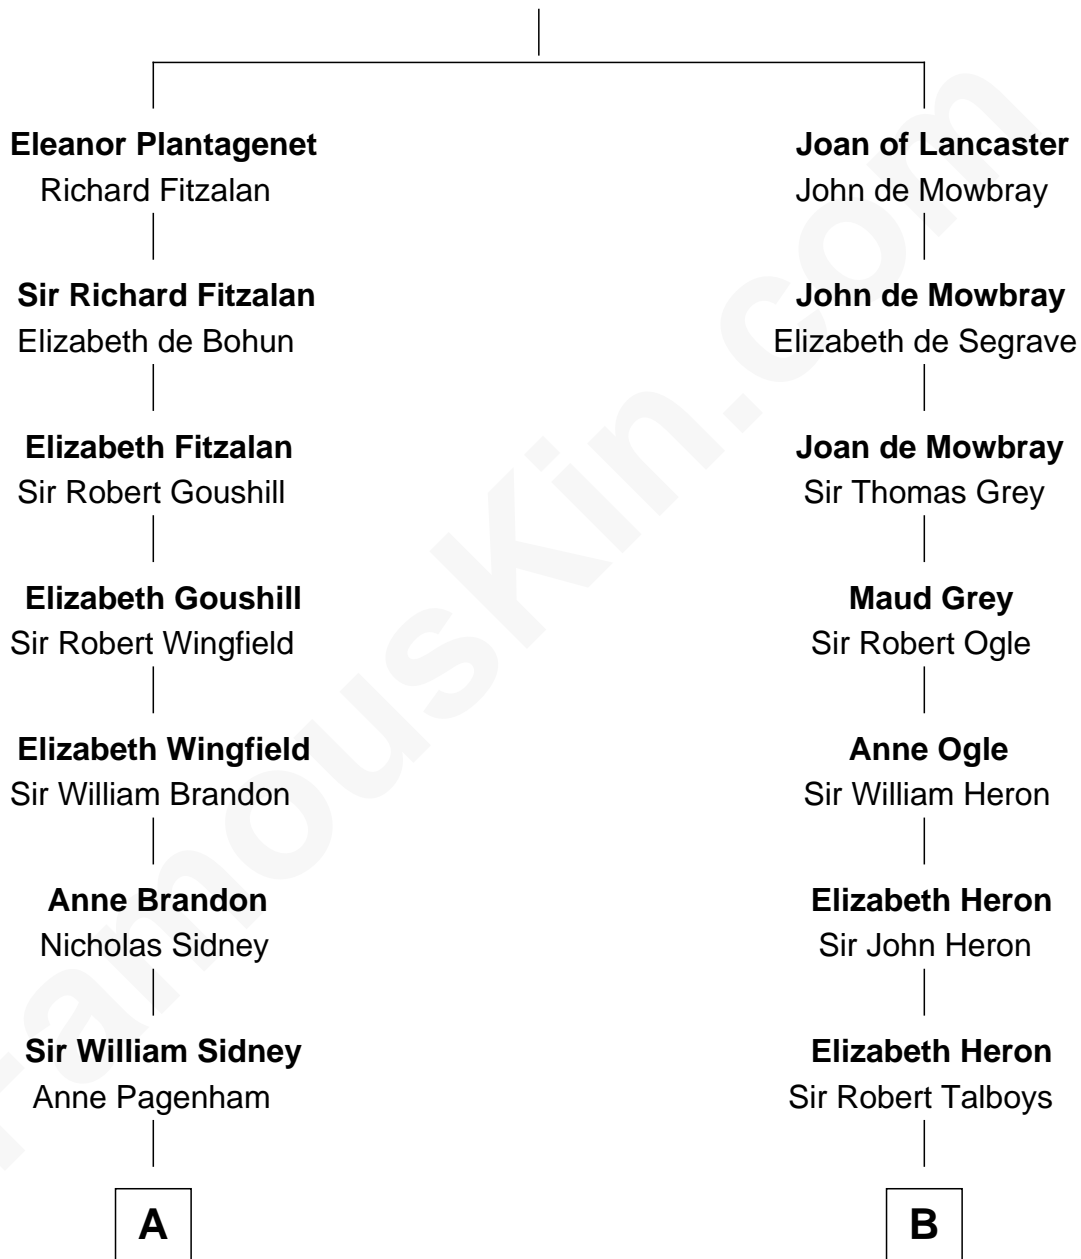 Eleanor Plantagenet
Richard Fitzalan
Sir Richard Fitzalan
Elizabeth de Bohun
Elizabeth Fitzalan
Sir Robert Goushill
Elizabeth Goushill
Sir Robert Wingfield
Elizabeth Wingfield
Sir William Brandon
Anne Brandon
Nicholas Sidney
Sir William Sidney
Anne Pagenham
A
Joan of Lancaster
John de Mowbray
John de Mowbray
Elizabeth de Segrave
Joan de Mowbray
Sir Thomas Grey
Maud Grey
Sir Robert Ogle
Anne Ogle
Sir William Heron
Elizabeth Heron
Sir John Heron
Elizabeth Heron
Sir Robert Talboys
B
FamousKin.com